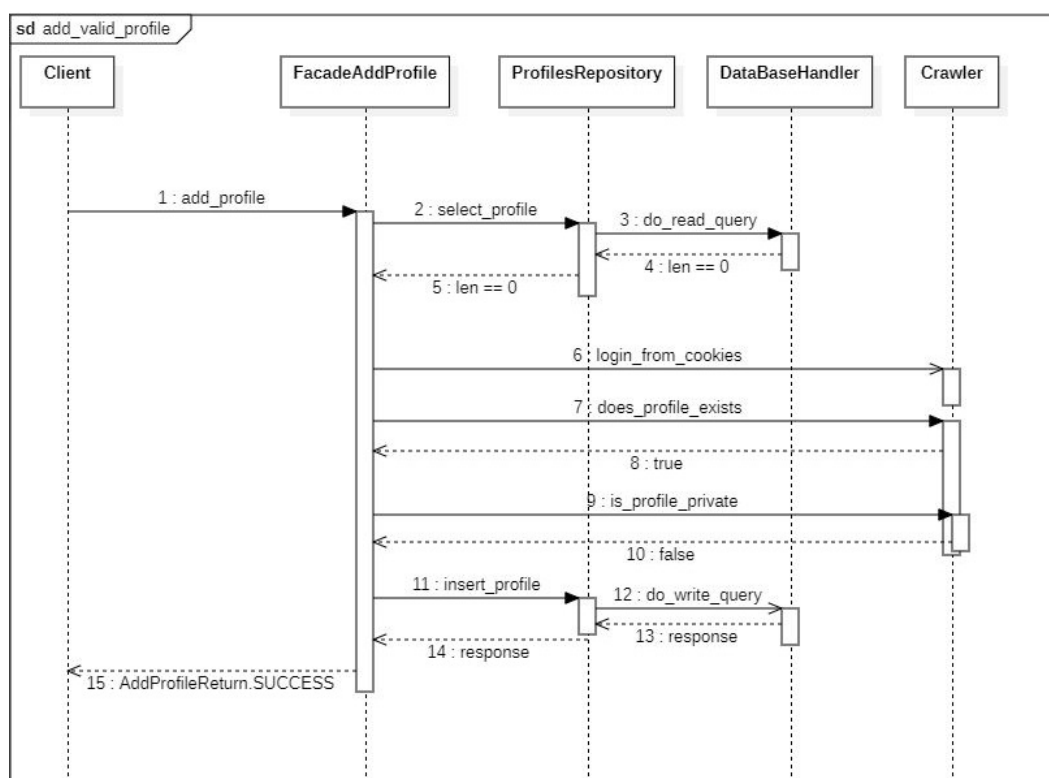 sd add_valid_profile
Client
FacadeAddProfile
ProfilesRepository
DataBaseHandler
Crawler
1 : add_profile
2 : select_profile
3 : do_read_query
4 : len == 0
5 : len == 0
6 : login_from_cookies
7 : does_profile_exists
8 : true
9 : is_profile_private
10 : false
11 : insert_profile
12 : do_write_query
13 : response
14 : response
15 : AddProfileReturn.SUCCESS